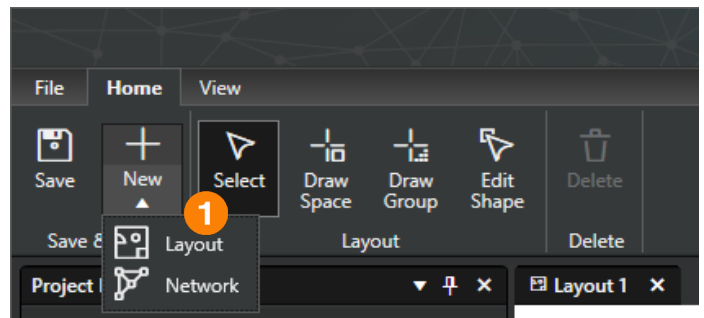 File Home View
Save New Select Draw Space Draw Group Edit Shape Delete
1
Save & Layout Delete
Layout
Network
Project Layout 1